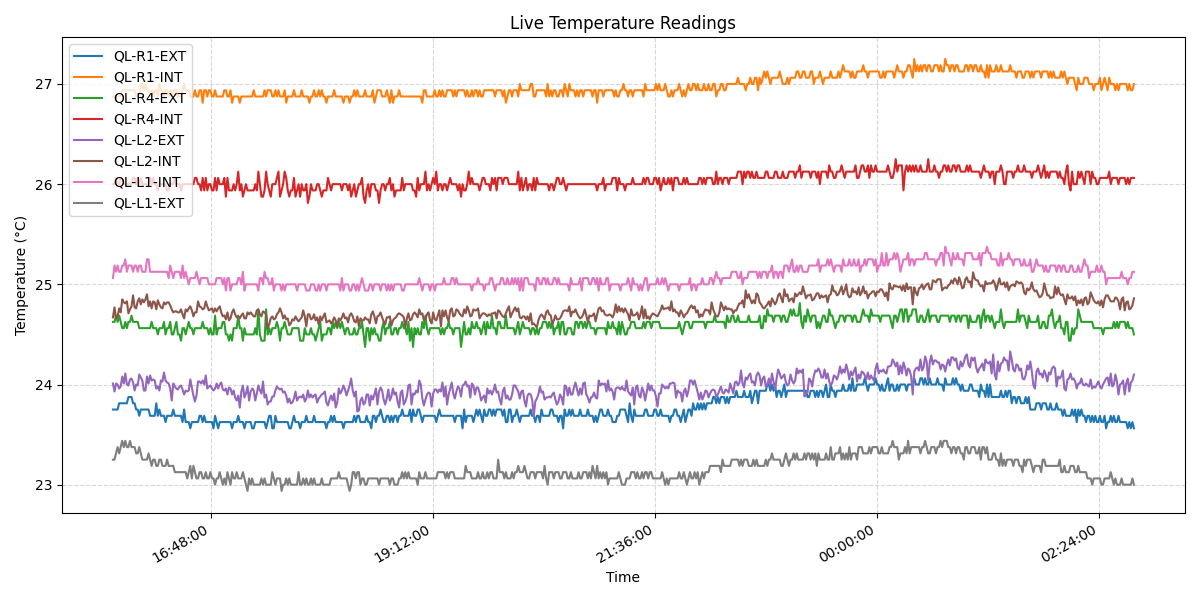 Live Temperature Readings
QL-R1-EXT
QL-R1-INT
QL-R4-EXT
QL-R4-INT
QL-L2-EXT
QL-L2-INT
QL-L1-INT
QL-L1-EXT
27
26
25
24
23
Temperature (°C)
16:48:00
19:12:00
21:36:00
00:00:00
02:24:00
Time